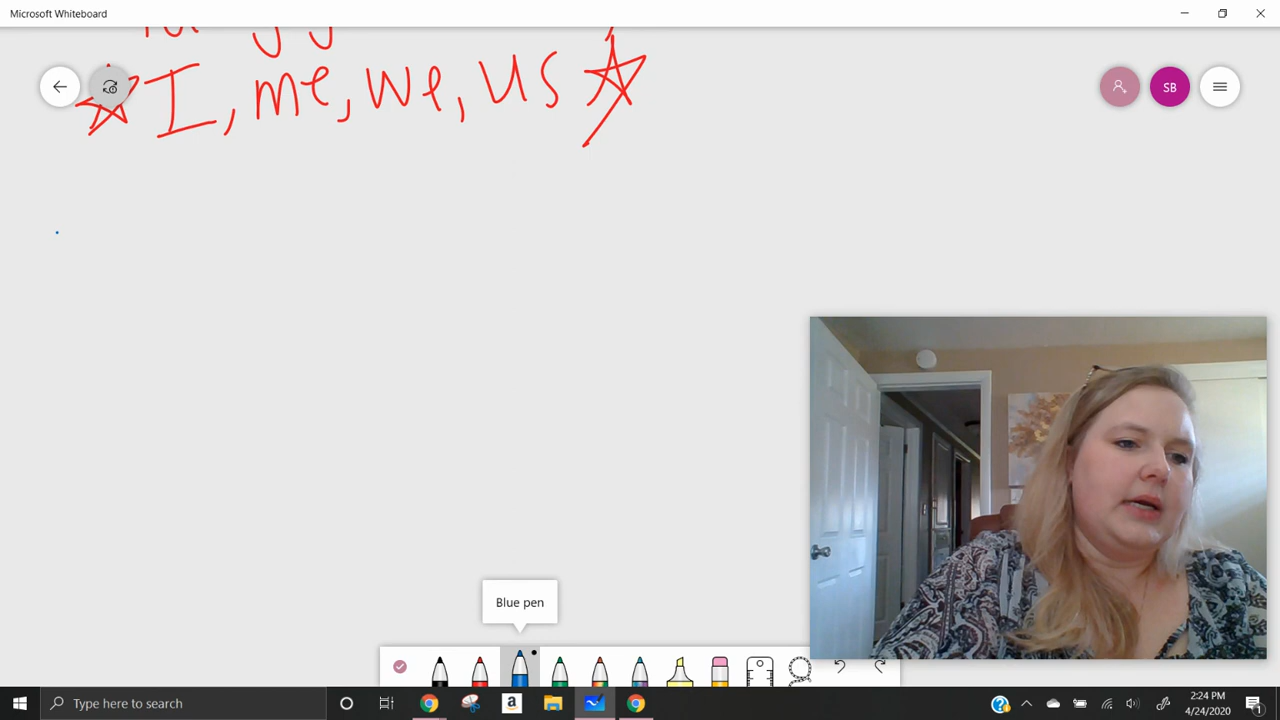 Microsoft Whiteboard
I, me, we, us
SB
Blue pen
Type here to search
2:24 PM
4/24/2020